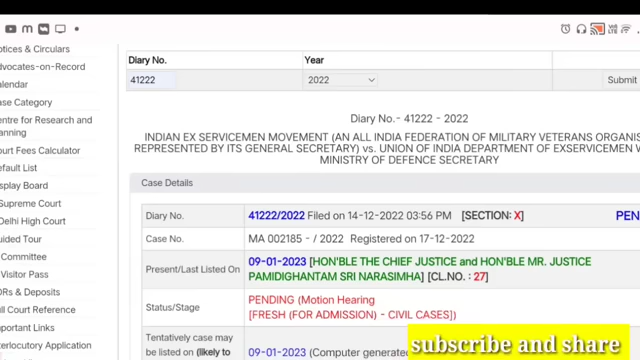 otices & Circulars
dvocates-on-Record
alendar
ase Category
entre for Research and
anning
ourt Fees Calculator
efault List
splay Board
Supreme Court
Delhi High Court
uided Tour
Committee
Visitor Pass
DRs & Deposits
ull Court Reference
portant Links
terlocutory Application
Diary No. Year
41222 2022 Submit
Diary No.- 41222 - 2022
INDIAN EX SERVICEMEN MOVEMENT (AN ALL INDIA FEDERATION OF MILITARY VETERANS ORGANIS
REPRESENTED BY ITS GENERAL SECRETARY) vs. UNION OF INDIA DEPARTMENT OF EXSERVICEMEN W
MINISTRY OF DEFENCE SECRETARY
Case Details
Diary No. 41222/2022 Filed on 14-12-2022 03:56 PM [SECTION: X] PEN
Case No. MA 002185 - / 2022 Registered on 17-12-2022
Present/Last Listed On 09-01-2023 [HON'BLE THE CHIEF JUSTICE and HON'BLE MR. JUSTICE
PAMIDIGHANTAM SRI NARASIMHA] [CL.NO. : 27]
Status/Stage PENDING (Motion Hearing
[FRESH (FOR ADMISSION) - CIVIL CASES])
Tentatively case may
be listed on (likely to 09-01-2023 (Computer generated
subscribe and share